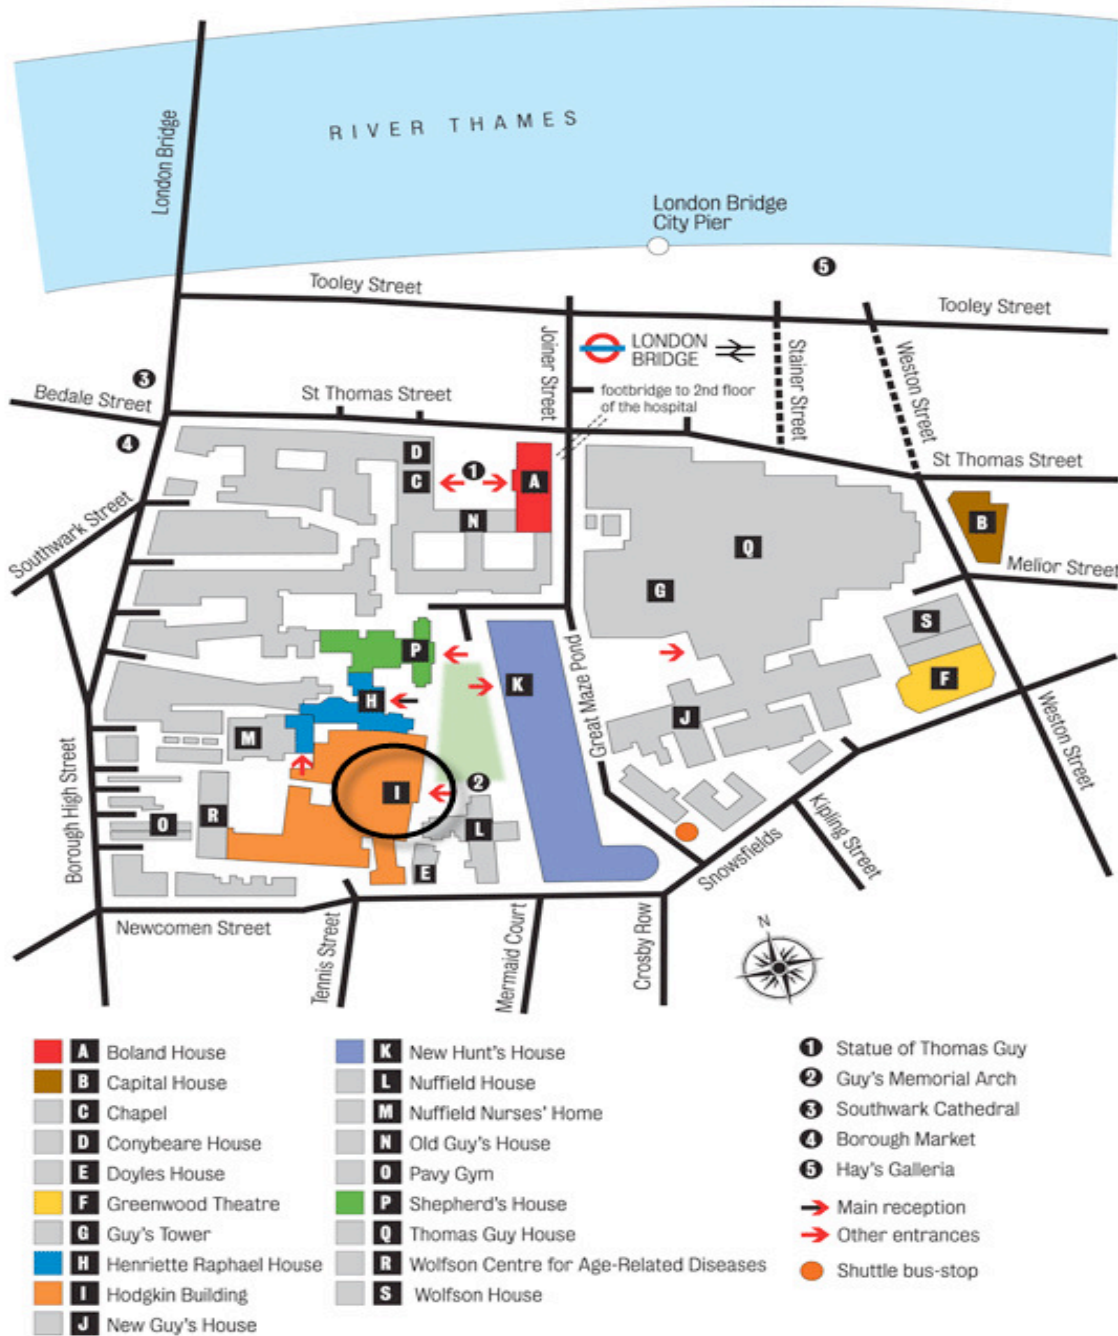 RIVER THAMES
London Bridge
London Bridge
City Pier
5
Tooley Street
Tooley Street
Joiner Street
LONDON
BRIDGE
Stainer Street
Weston Street
3
Bedale Street
St Thomas Street
footbridge to 2nd floor
of the hospital
4
D
1
C
A
St Thomas Street
Southwark Street
N
Q
B
Melior Street
G
S
P
K
F
H
Great Maze Pond
J
M
Weston Street
I
2
Borough High Street
O
R
L
Kipling Street
E
Snowsfields
Newcomen Street
Tennis Street
Mermaid Court
Crosby Row
N
A Boland House
B Capital House
C Chapel
D Conybeare House
E Doyles House
F Greenwood Theatre
G Guy's Tower
H Henriette Raphael House
I Hodgkin Building
J New Guy's House
K New Hunt's House
L Nuffield House
M Nuffield Nurses' Home
N Old Guy's House
O Pavy Gym
P Shepherd's House
Q Thomas Guy House
R Wolfson Centre for Age-Related Diseases
S Wolfson House
1 Statue of Thomas Guy
2 Guy's Memorial Arch
3 Southwark Cathedral
4 Borough Market
5 Hay's Galleria
Main reception
Other entrances
Shuttle bus-stop